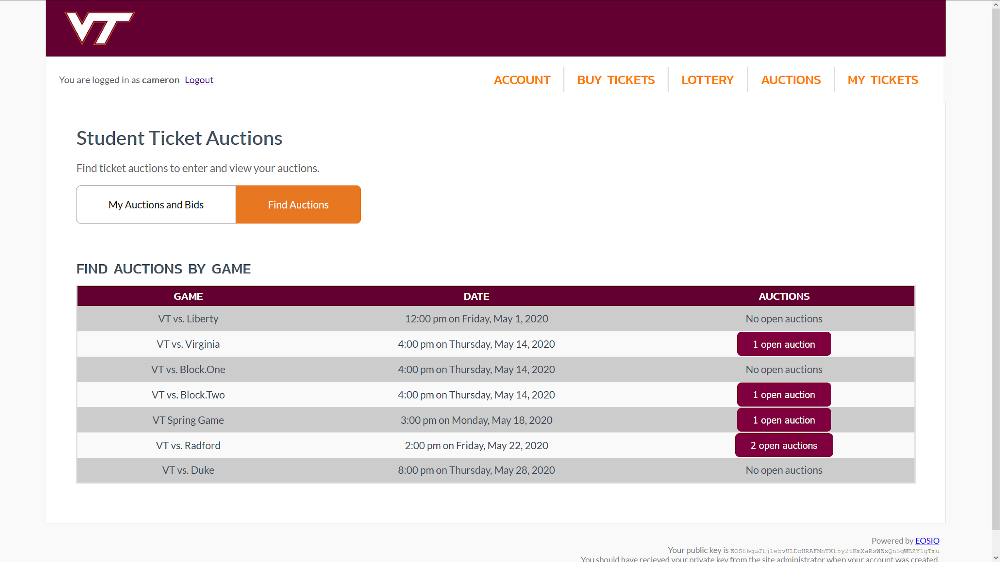 VT
You are logged in as cameron Logout
ACCOUNT
BUY TICKETS
LOTTERY
AUCTIONS
MY TICKETS
Student Ticket Auctions
Find ticket auctions to enter and view your auctions.
My Auctions and Bids
Find Auctions
FIND AUCTIONS BY GAME
GAME DATE AUCTIONS
VT vs. Liberty 12:00 pm on Friday, May 1, 2020 No open auctions
VT vs. Virginia 4:00 pm on Thursday, May 14, 2020 1 open auction
VT vs. Block.One 4:00 pm on Thursday, May 14, 2020 No open auctions
VT vs. Block.Two 4:00 pm on Thursday, May 14, 2020 1 open auction
VT Spring Game 3:00 pm on Monday, May 18, 2020 1 open auction
VT vs. Radford 2:00 pm on Friday, May 22, 2020 2 open auctions
VT vs. Duke 8:00 pm on Thursday, May 28, 2020 No open auctions
Powered by EOSIO
Your public key is EOS86quJtj1e5vULDoHRAFMnTXf5y2tKmXaRsWZxQn3gWEZY1gTmu
You should have recieved your private key from the site administrator when your account was created.